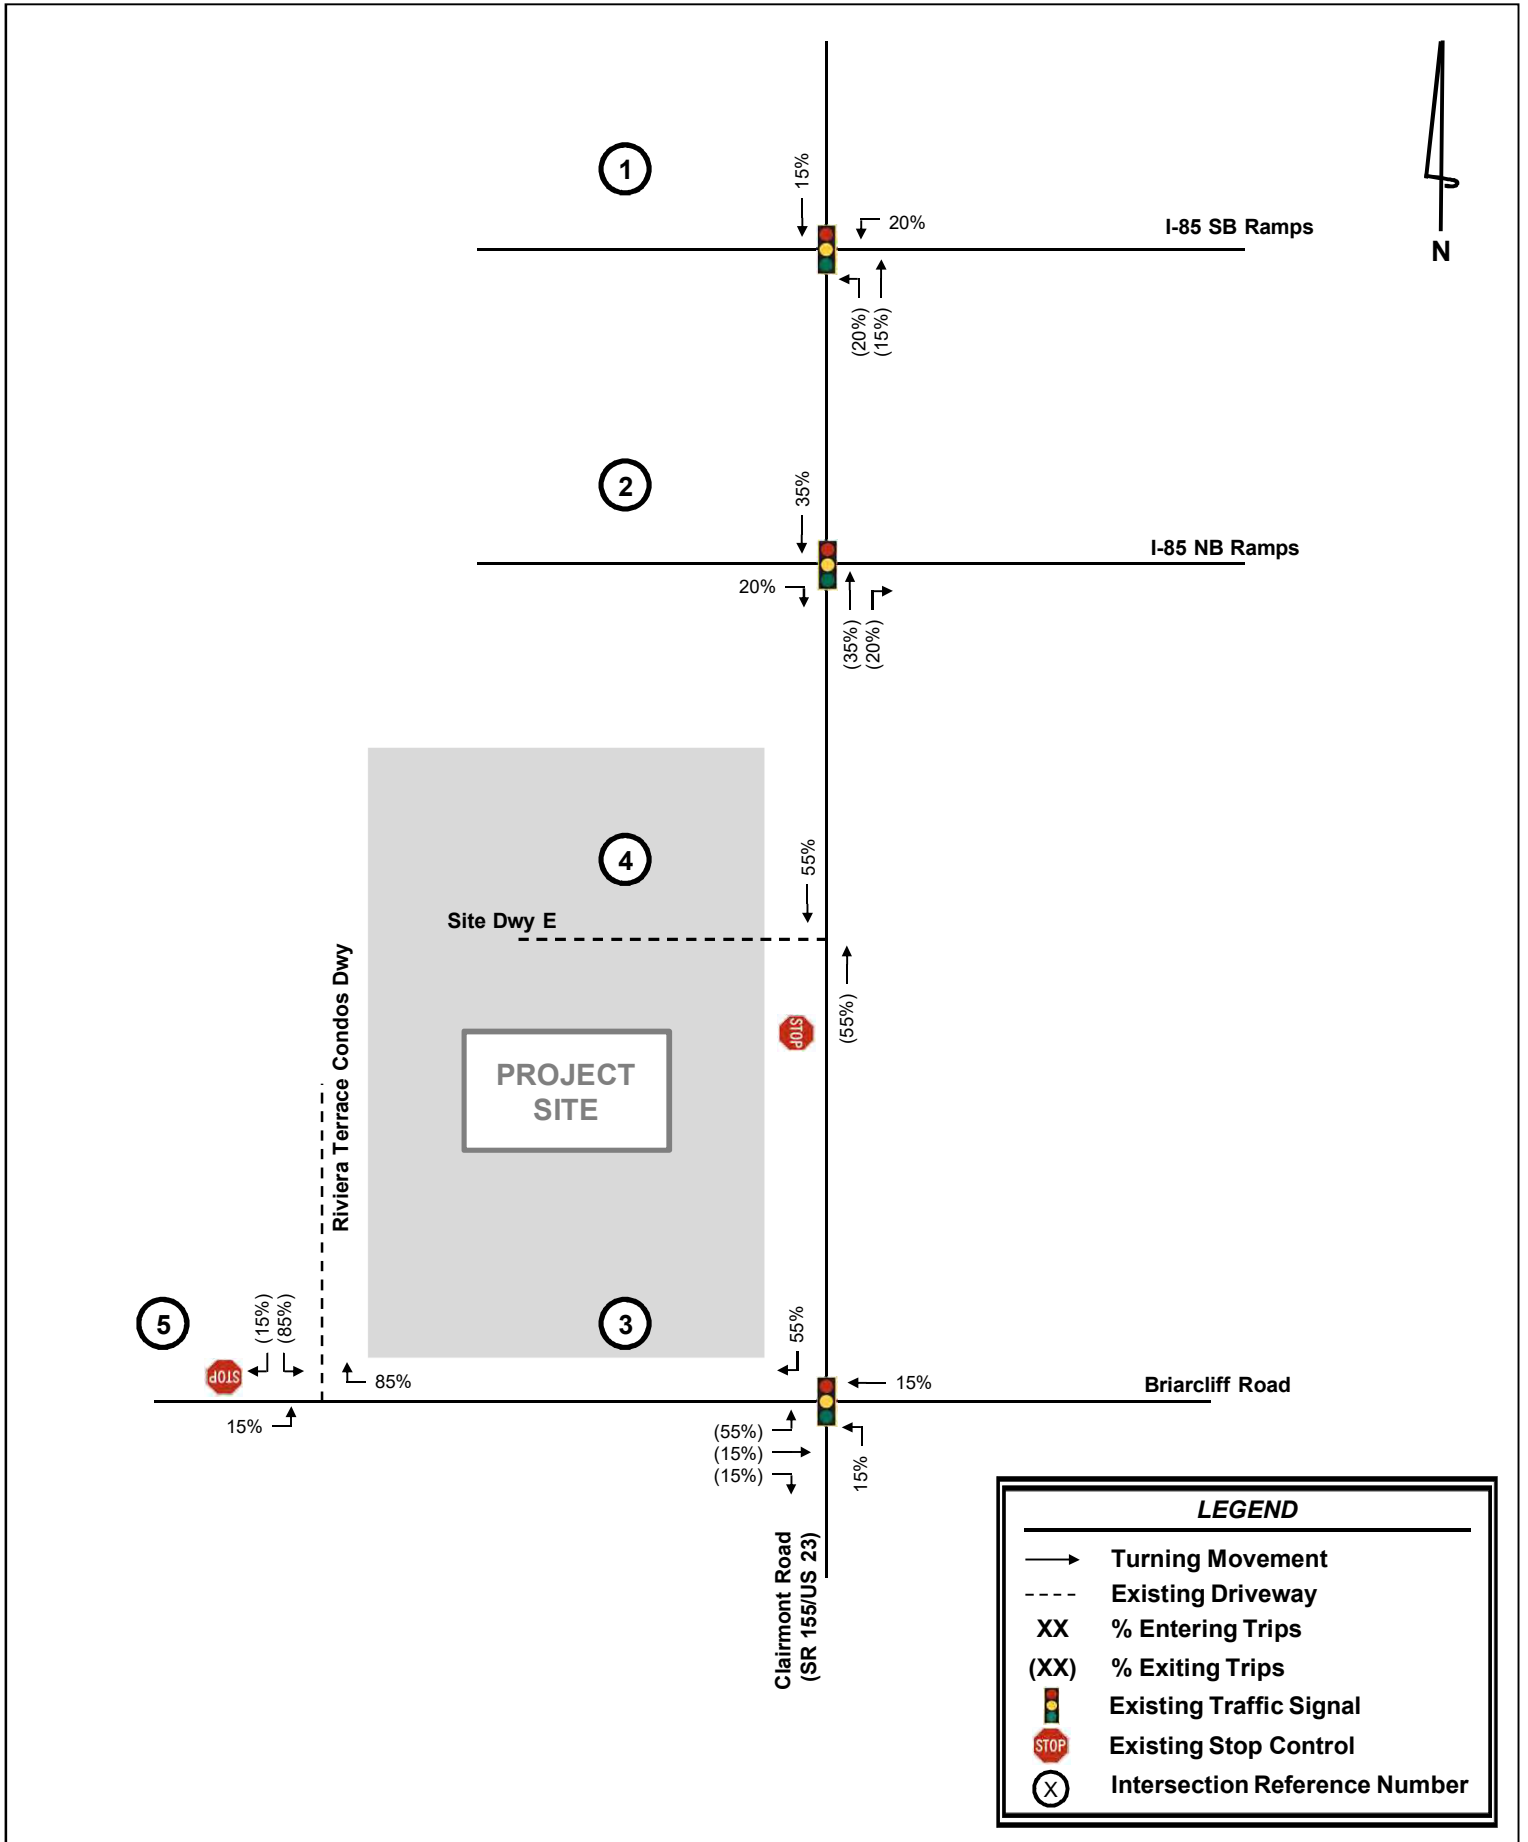 1
15%
20%
I-85 SB Ramps
N
(20%)
(15%)
2
35%
I-85 NB Ramps
20%
(35%)
(20%)
4
55%
Site Dwy E
(55%)
STOP
Riviera Terrace Condos Dwy
PROJECT
SITE
5
(15%)
(85%)
STOP
85%
15%
3
55%
15%
Briarcliff Road
(55%)
(15%)
(15%)
15%
Clairmont Road
(SR 155/US 23)
LEGEND
Turning Movement
Existing Driveway
XX % Entering Trips
(XX) % Exiting Trips
Existing Traffic Signal
STOP Existing Stop Control
X Intersection Reference Number